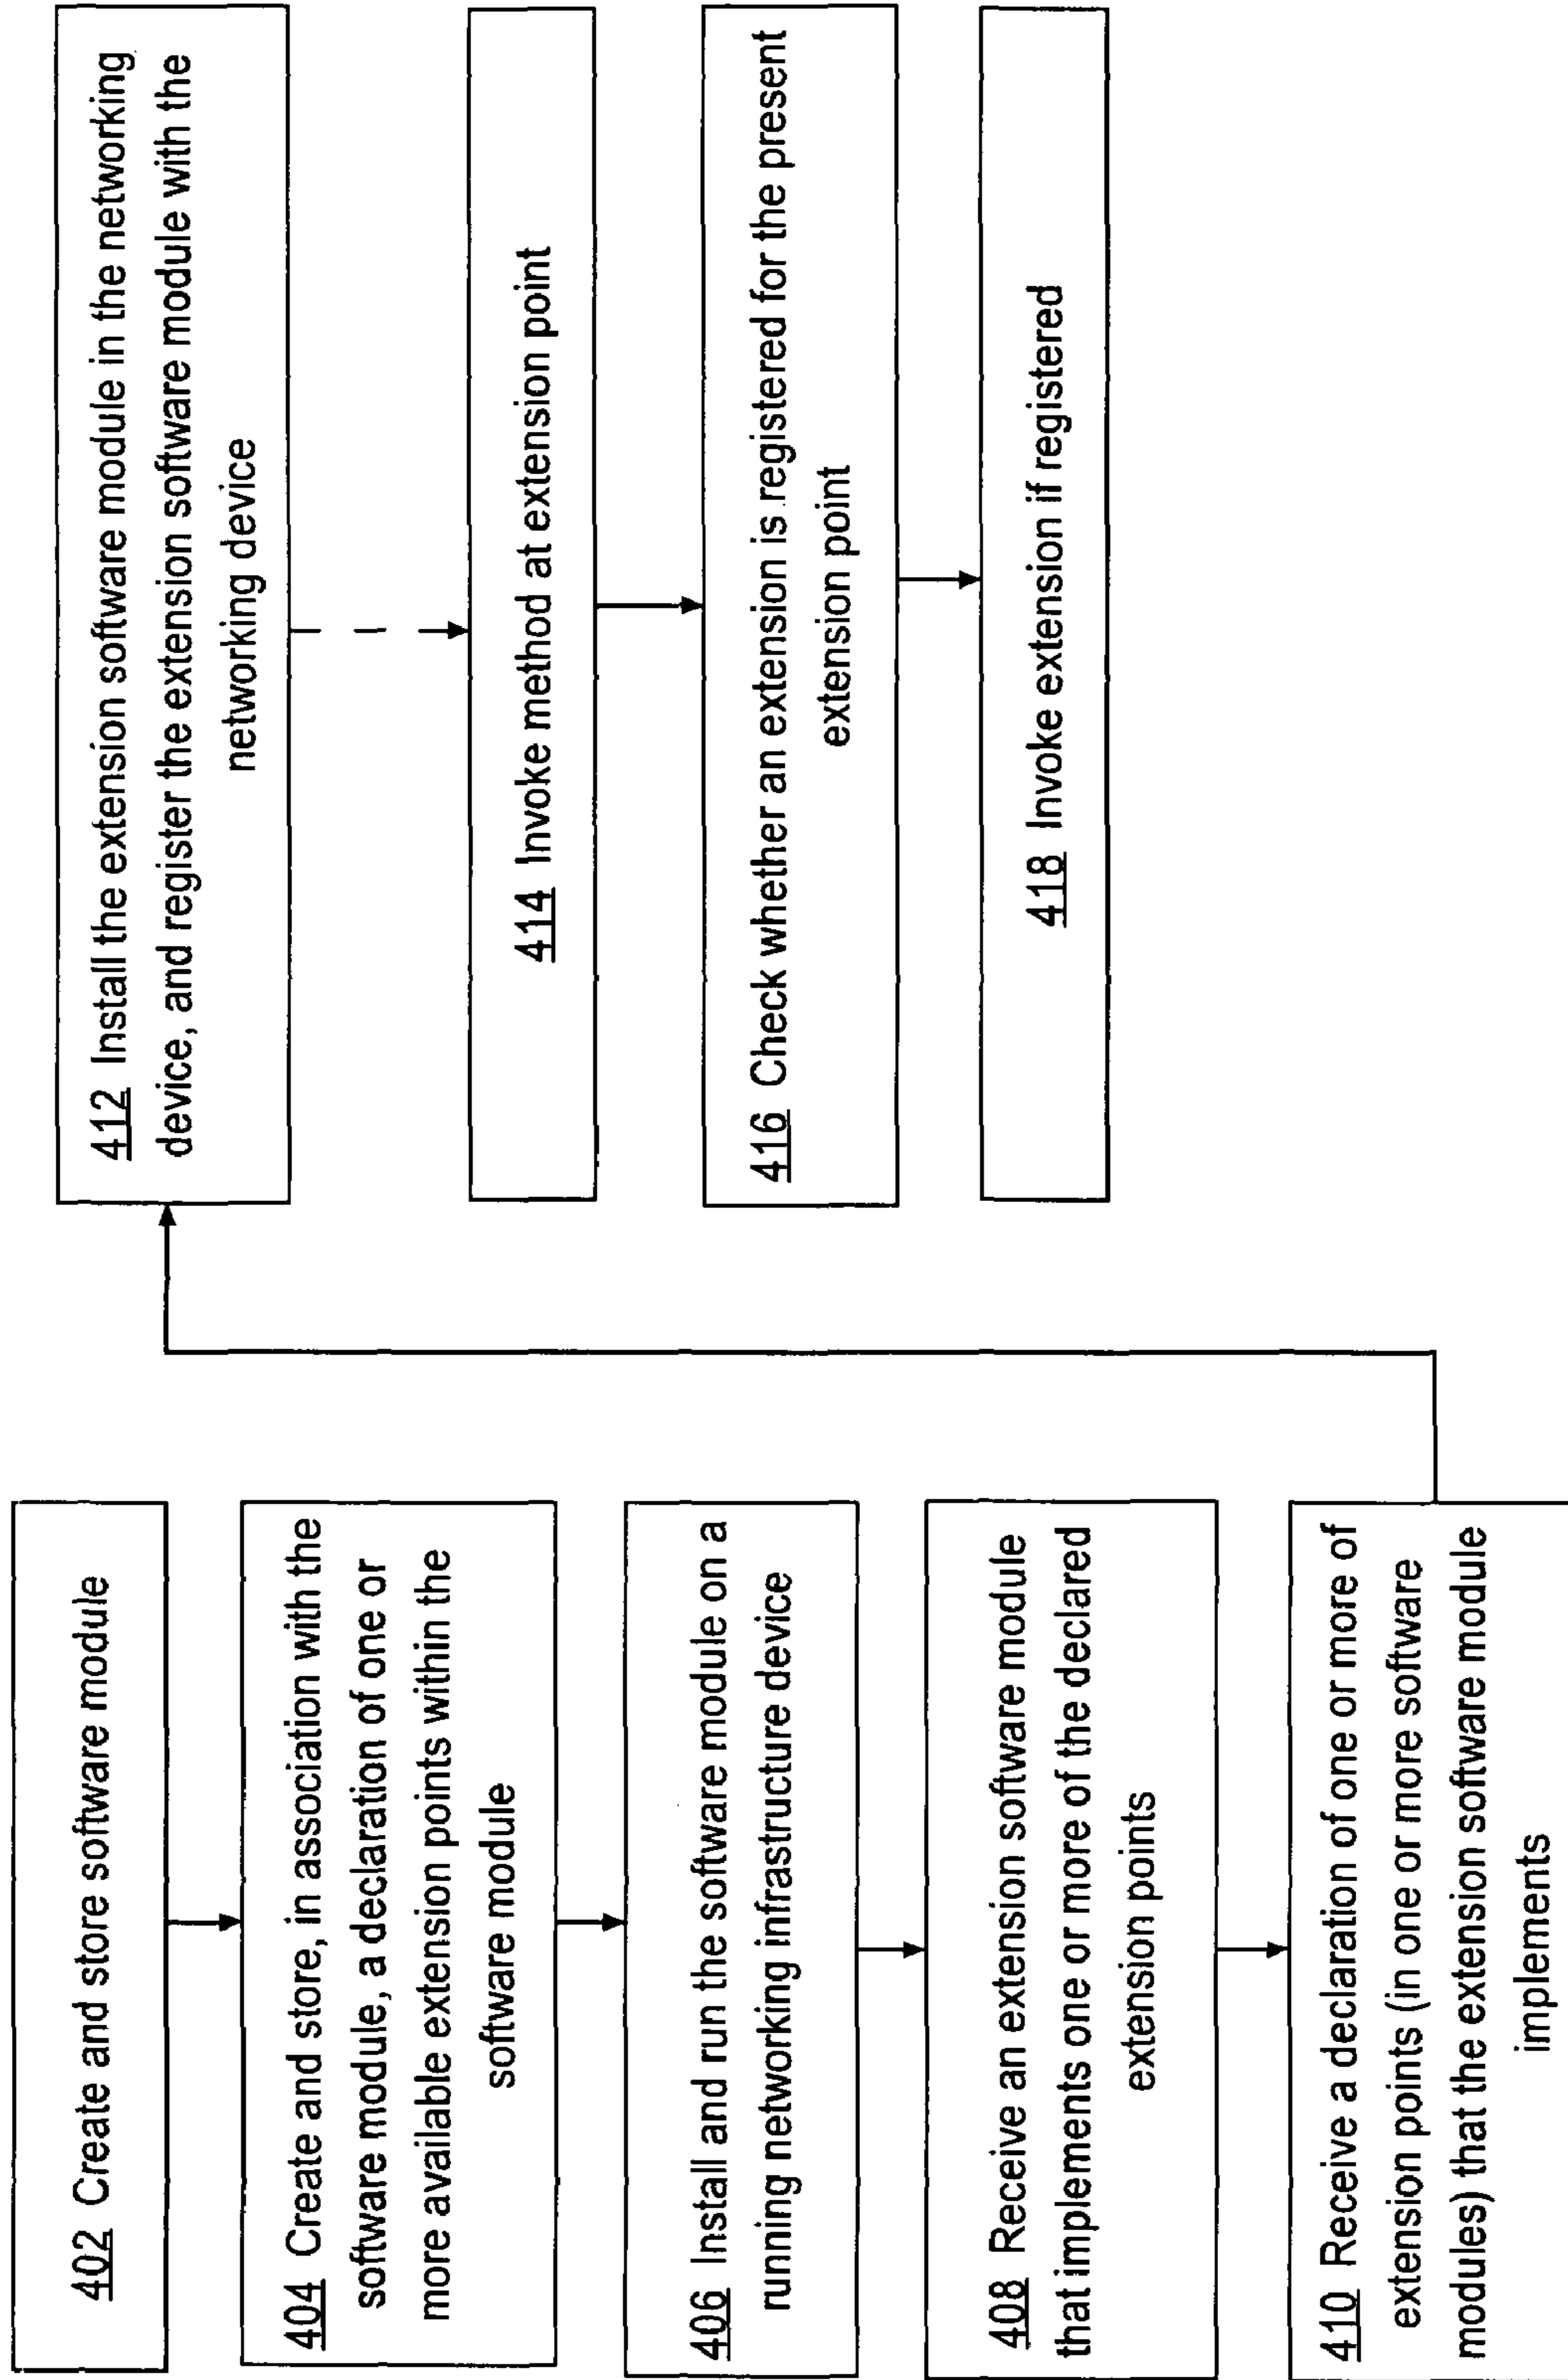 402 Create and store software module
404 Create and store, in association with the
software module, a declaration of one or
more available extension points within the
software module
406 Install and run the software module on a
running networking infrastructure device
408 Receive an extension software module
that implements one or more of the declared
extension points
410 Receive a declaration of one or more of
extension points (in one or more software
modules) that the extension software module
implements
412 Install the extension software module in the networking
device, and register the extension software module with the
networking device
414 Invoke method at extension point
416 Check whether an extension is registered for the present
extension point
418 Invoke extension if registered